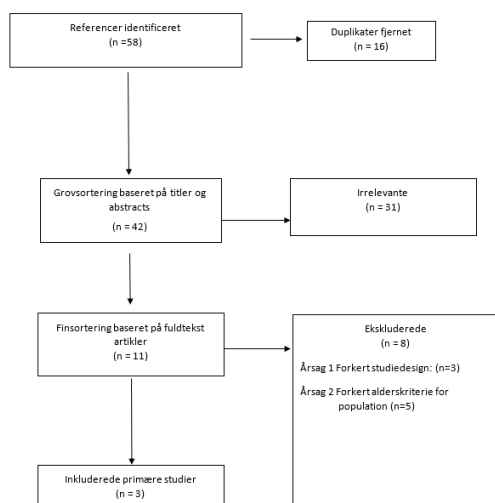 Referencer identificeret
(n =58)
Duplikater fjernet
(n = 16)
Grovsortering baseret på titler og
abstracts
(n = 42)
Irrelevante
(n = 31)
Finsortering baseret på fuldtekst
artikler
(n = 11)
Ekskluderede
(n = 8)
Årsag 1 Forkert studiedesign: (n=3)
Årsag 2 Forkert alderskriterie for
population (n=5)
Inkluderede primære studier
(n = 3)